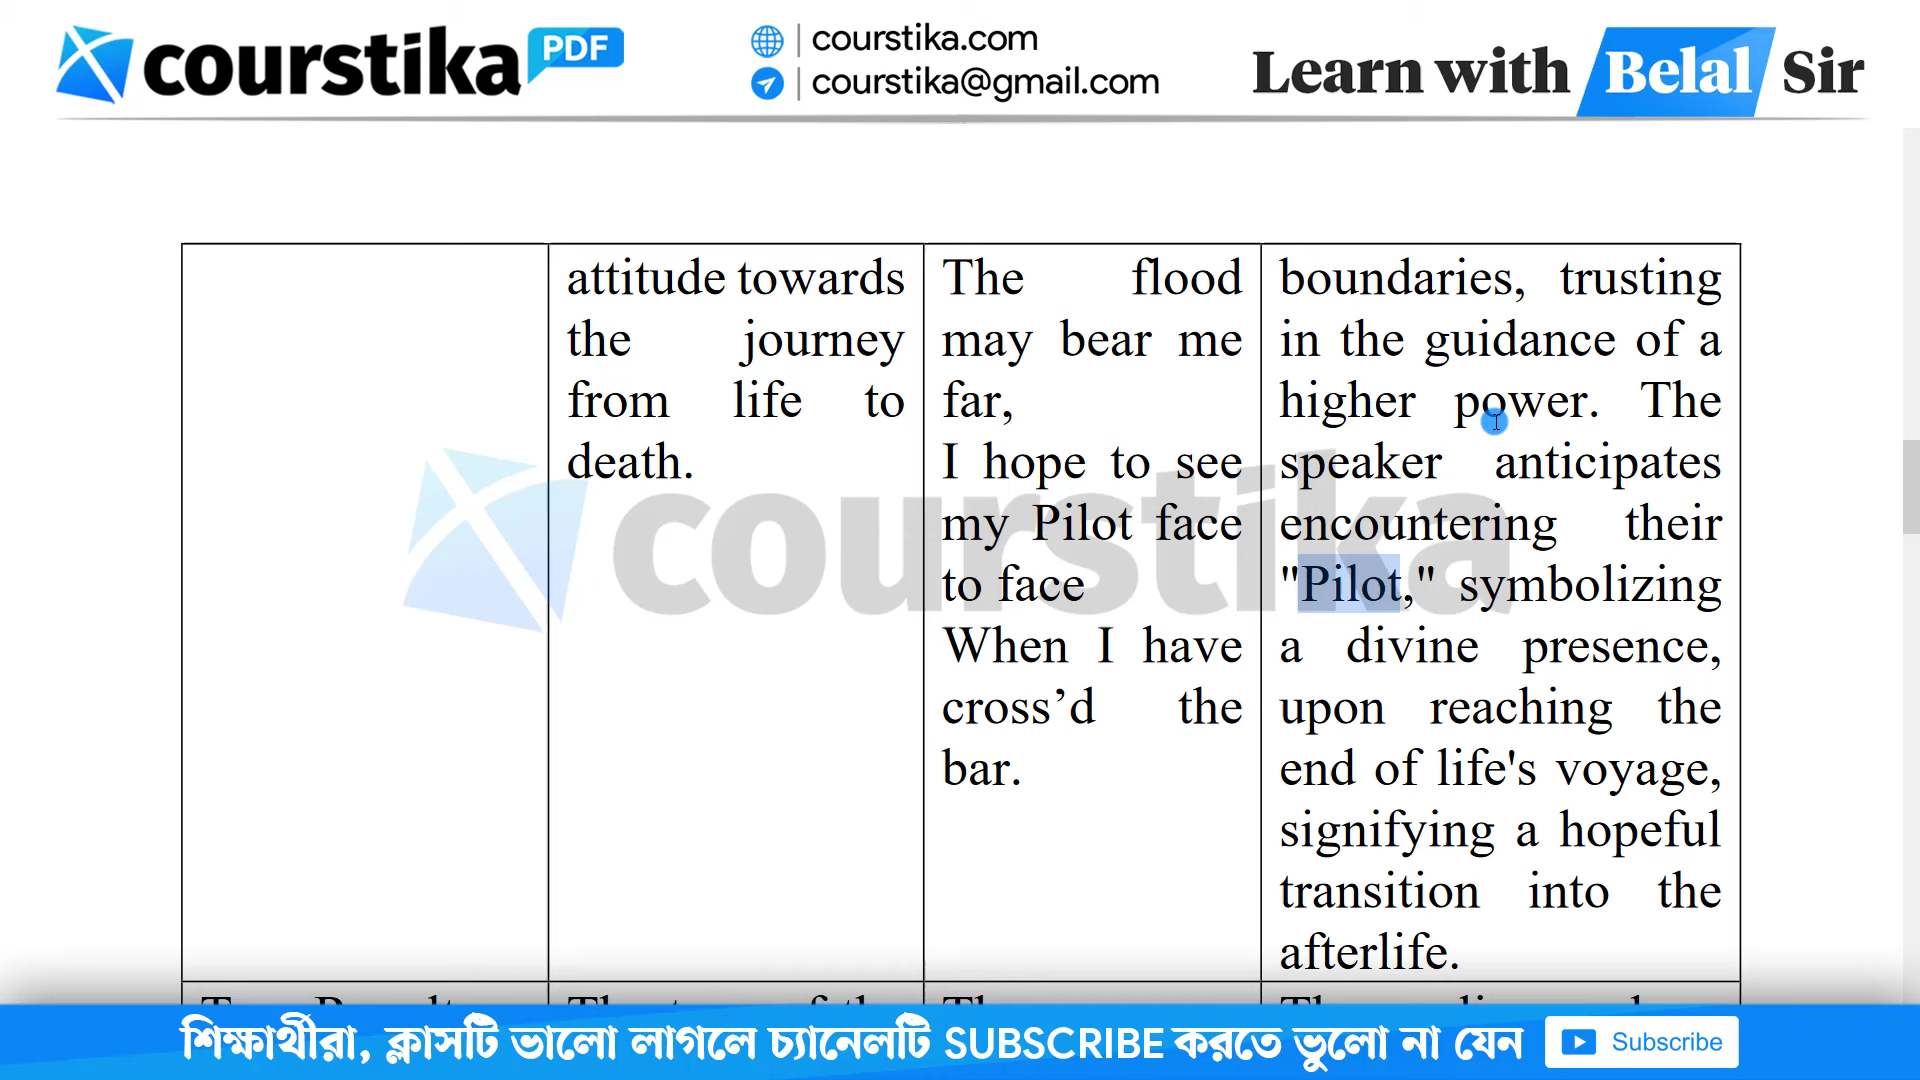 courstika PDF
courstika.com
courstika@gmail.com
Learn with Belal Sir
attitude towards
the journey
from life to
death.
The flood
may bear me
far,
I hope to see
my Pilot face
to face
When I have
cross’d the
bar.
boundaries, trusting
in the guidance of a
higher power. The
speaker anticipates
encountering their
"Pilot," symbolizing
a divine presence,
upon reaching the
end of life's voyage,
signifying a hopeful
transition into the
afterlife.
courstika
শিক্ষার্থীরা, ক্লাসটি ভালো লাগলে চ্যানেলটি SUBSCRIBE করতে ভুলো না যেন
Subscribe